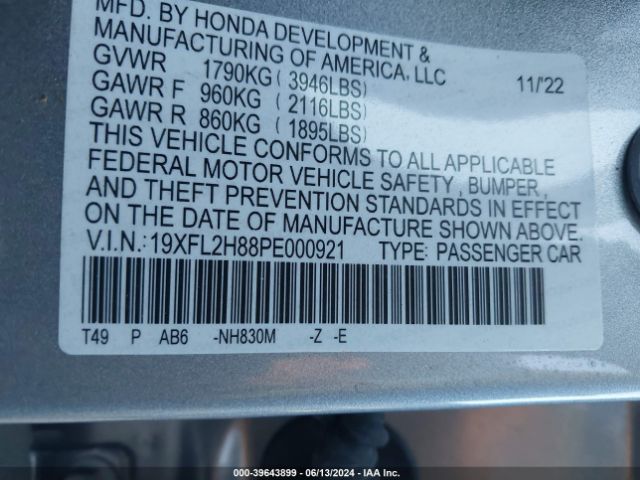 MFD. BY HONDA DEVELOPMENT &
MANUFACTURING OF AMERICA, LLC
GVWR 1790KG ( 3946LBS) 11/'22
GAWR F 960KG ( 2116LBS)
GAWR R 860KG ( 1895LBS)
THIS VEHICLE CONFORMS TO ALL APPLICABLE
FEDERAL MOTOR VEHICLE SAFETY , BUMPER ,
AND THEFT PREVENTION STANDARDS IN EFFECT
ON THE DATE OF MANUFACTURE SHOWN ABOVE.
V.I.N.: 19XFL2H88PE000921 TYPE: PASSENGER CAR
T49 P AB6 -NH830M -Z -E
000-39643899 - 06/13/2024 - IAA Inc.